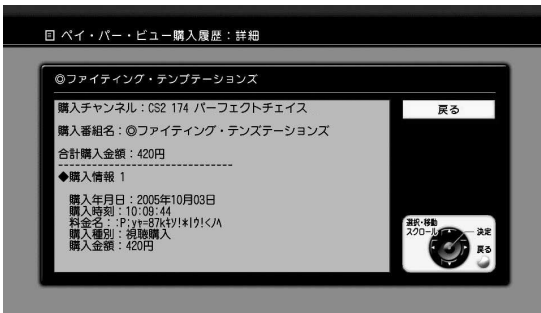 ペイ・パー・ビュー購入履歴：詳細
◎ファイティング・テンプテーションズ
購入チャンネル：CS2 174 パーフェクトチェイス
購入番組名：◎ファイティング・テンズテーションズ
合計購入金額：420円
--------------------------------
◆購入情報 1
購入年月日：2005年10月03日
購入時刻：10:09:44
料金名：
購入種別：視聴購入
購入金額：420円
戻る
選択・移動
スクロール
決定
戻る